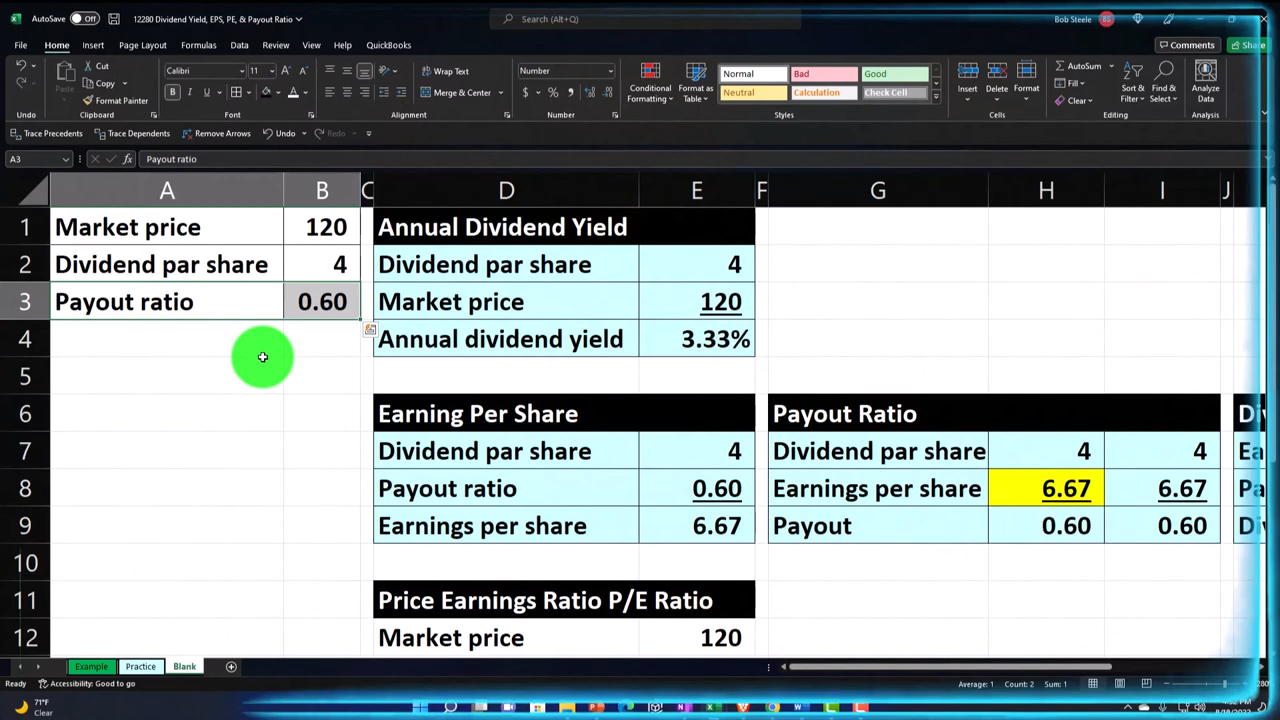 AutoSave Off 12280 Dividend Yield, EPS, PE, & Payout Ratio Search (Alt+Q) Bob Steele BS
File Home Insert Page Layout Formulas Data Review View Help QuickBooks Comments Share
Cut Calibri 11 Wrap Text Number Normal Bad Good AutoSum
Copy Fill
Paste Format Painter B I U Merge & Center $ % Conditional Formatting Format as Table Neutral Calculation Check Cell Insert Delete Format Clear Sort & Filter Find & Select Analyze Data
Undo Clipboard Font Alignment Number Styles Cells Editing Analysis
Trace Precedents Trace Dependents Remove Arrows Undo Redo
A3 fx Payout ratio
A B C D E F G H I J
1 Market price 120 Annual Dividend Yield
2 Dividend par share 4 Dividend par share 4
3 Payout ratio 0.60 Market price 120
4 Annual dividend yield 3.33%
5
6 Earning Per Share Payout Ratio Di
7 Dividend par share 4 Dividend par share 4 4 Ea
8 Payout ratio 0.60 Earnings per share 6.67 6.67 Pa
9 Earnings per share 6.67 Payout 0.60 0.60 Di
10
11 Price Earnings Ratio P/E Ratio
12 Market price 120
Example Practice Blank
Ready Accessibility: Good to go Average: 1 Count: 2 Sum: 1 280
71°F
Clear